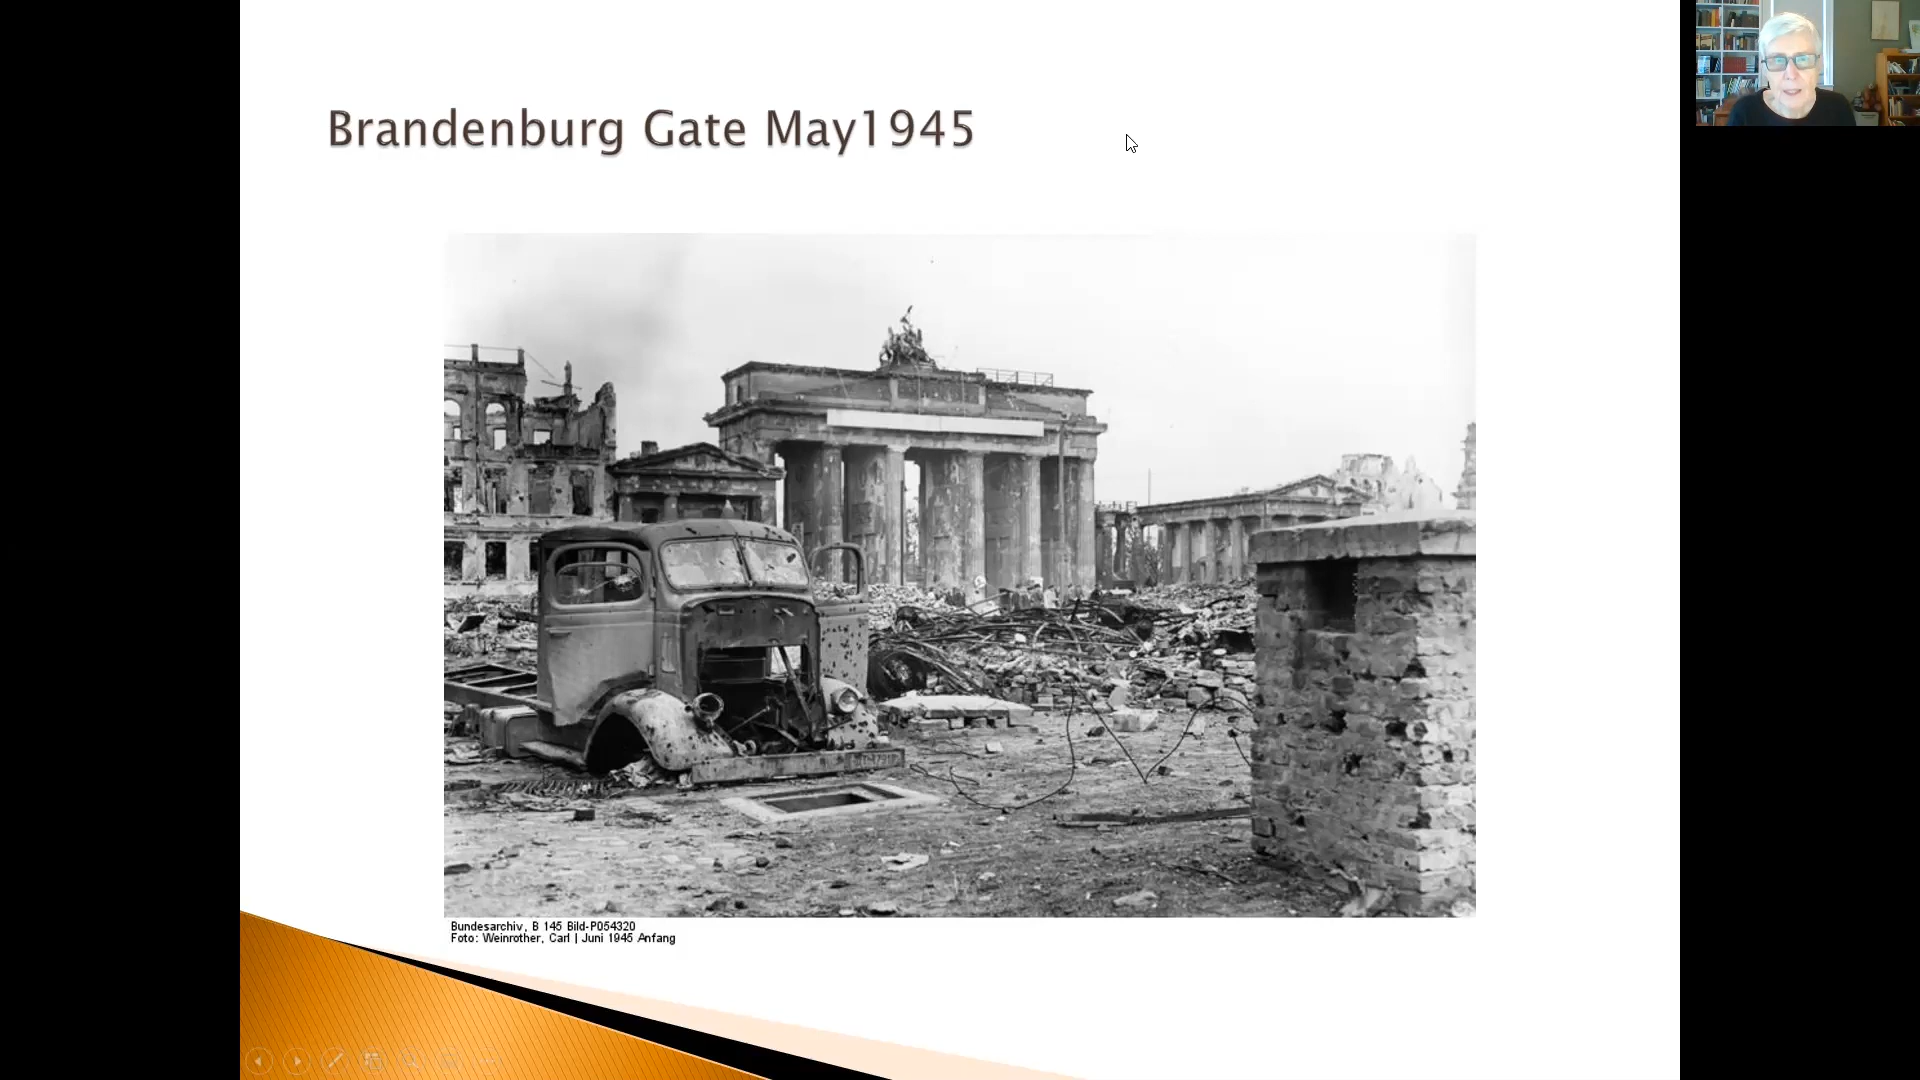 Brandenburg Gate May1945
Bundesarchiv, B 145 Bild-P054320
Foto: Weinrother, Carl | Juni 1945 Anfang